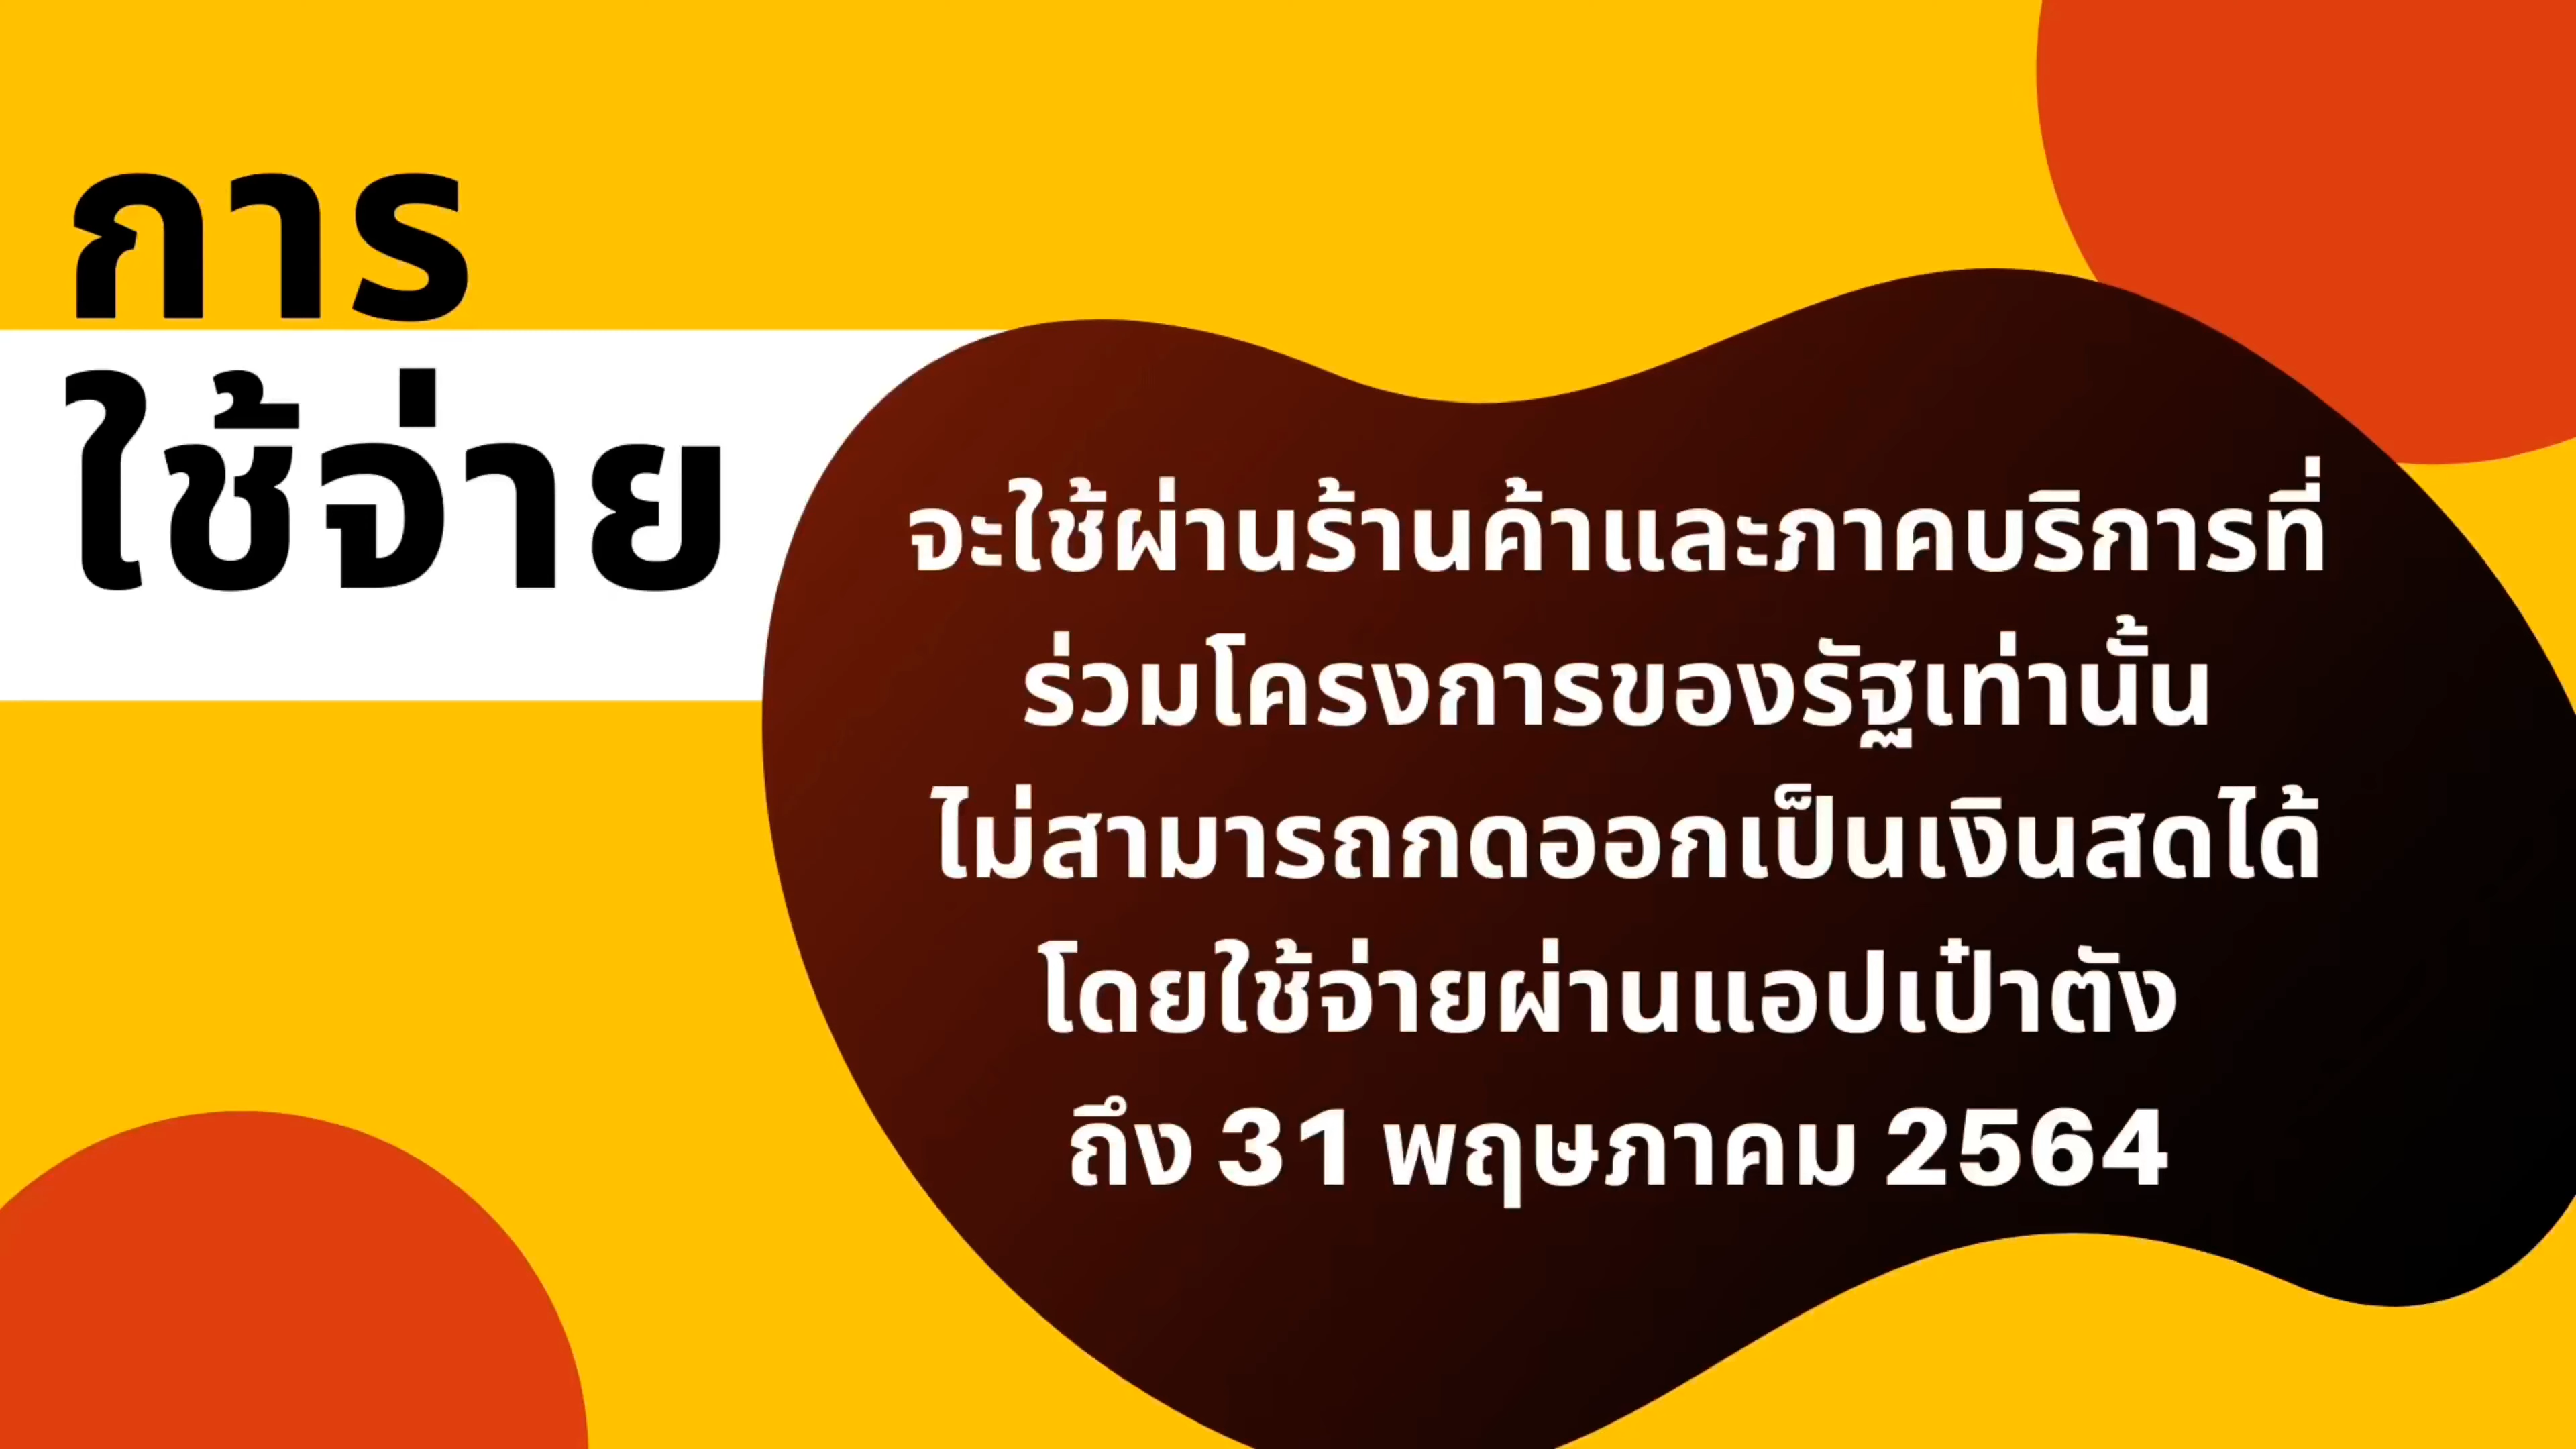 การ
ใช้จ่าย
จะใช้ผ่านร้านค้าและภาคบริการที่
ร่วมโครงการของรัฐเท่านั้น
ไม่สามารถกดออกเป็นเงินสดได้
โดยใช้จ่ายผ่านแอปเป๋าตัง
ถึง 31 พฤษภาคม 2564